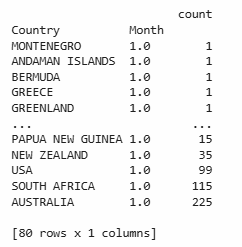 count
Country Month
MONTENEGRO 1.0 1
ANDAMAN ISLANDS 1.0 1
BERMUDA 1.0 1
GREECE 1.0 1
GREENLAND 1.0 1
... ...
PAPUA NEW GUINEA 1.0 15
NEW ZEALAND 1.0 35
USA 1.0 99
SOUTH AFRICA 1.0 115
AUSTRALIA 1.0 225
[80 rows x 1 columns]